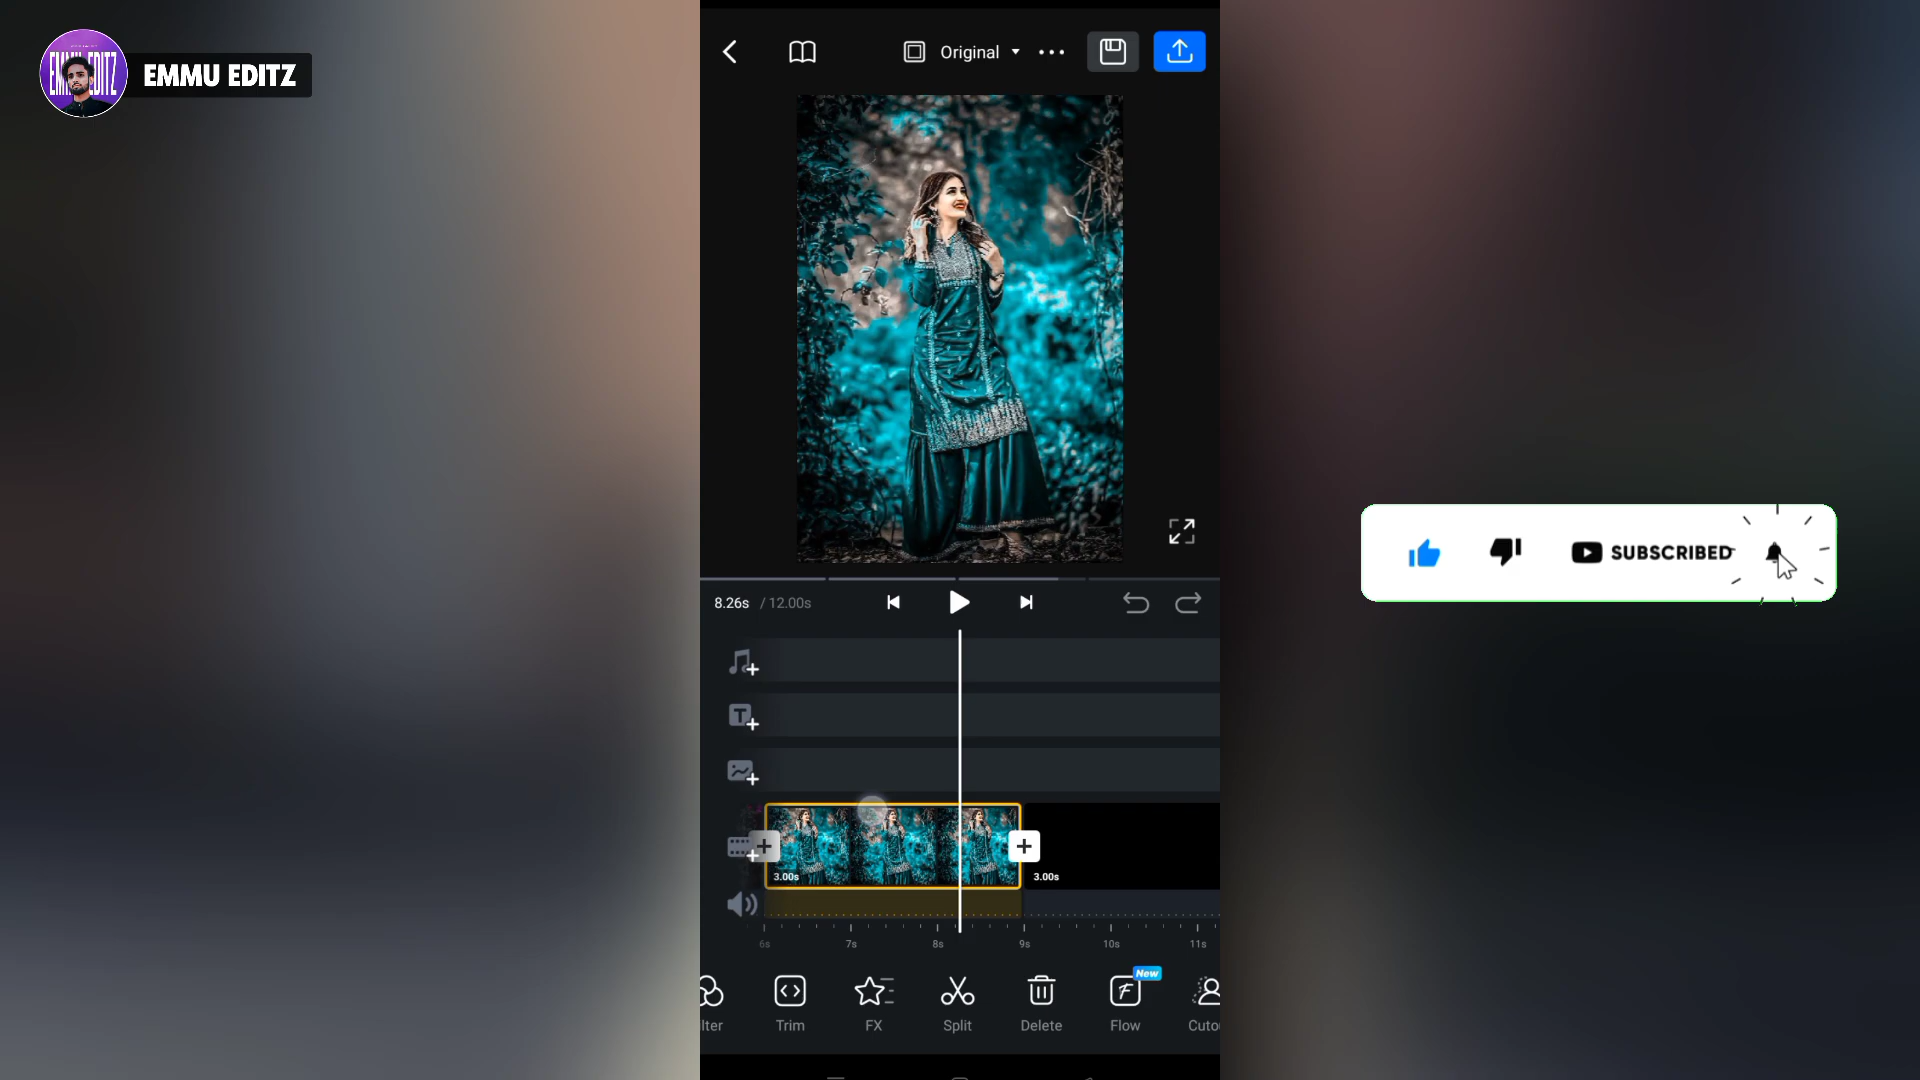 EMMU EDITZ
Original
8.26s / 12.00s
3.00s
3.00s
6s 7s 8s 9s 10s 11s
New
lter Trim FX Split Delete Flow Cuto
SUBSCRIBED